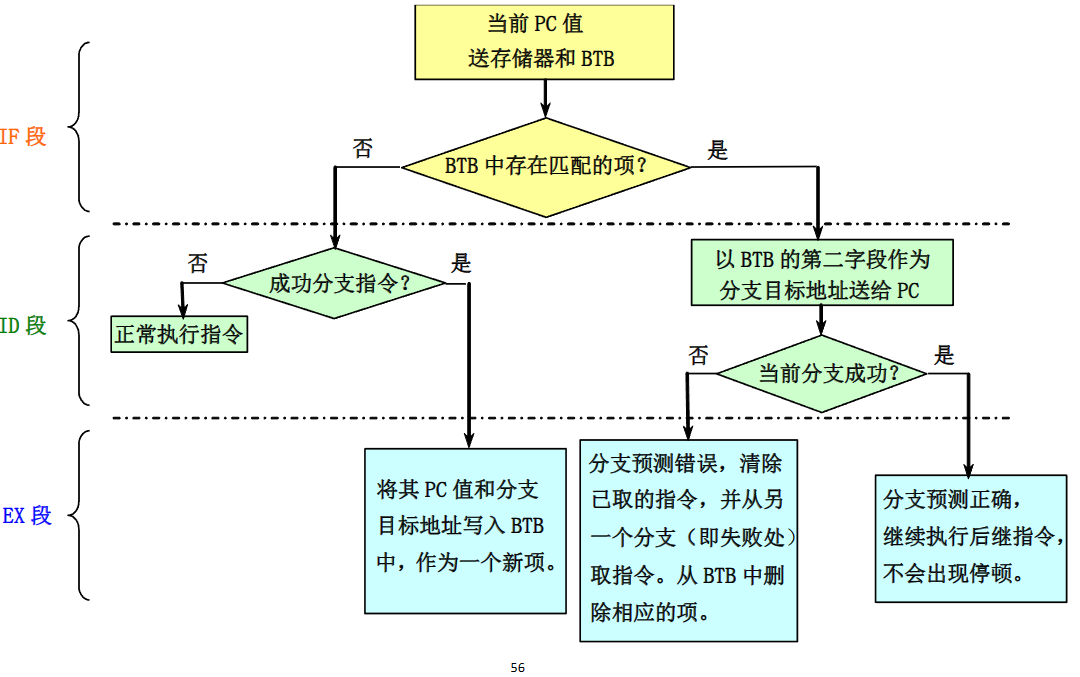 当前 PC 值
送存储器和 BTB
IF 段
否
BTB 中存在匹配的项？
是
否
成功分支指令？
是
以 BTB 的第二字段作为
分支目标地址送给 PC
ID 段
正常执行指令
否
当前分支成功？
是
EX 段
将其 PC 值和分支
目标地址写入 BTB
中，作为一个新项。
分支预测错误，清除
已取的指令，并从另
一个分支（即失败处）
取指令。从 BTB 中删
除相应的项。
分支预测正确，
继续执行后继指令，
不会出现停顿。
56